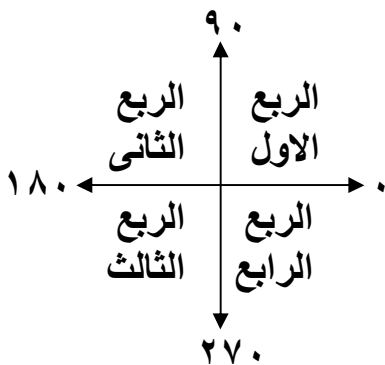 ٩٠
الربع
الاول
الربع
الثانى
١٨٠
٠
الربع
الرابع
الربع
الثالث
٢٧٠